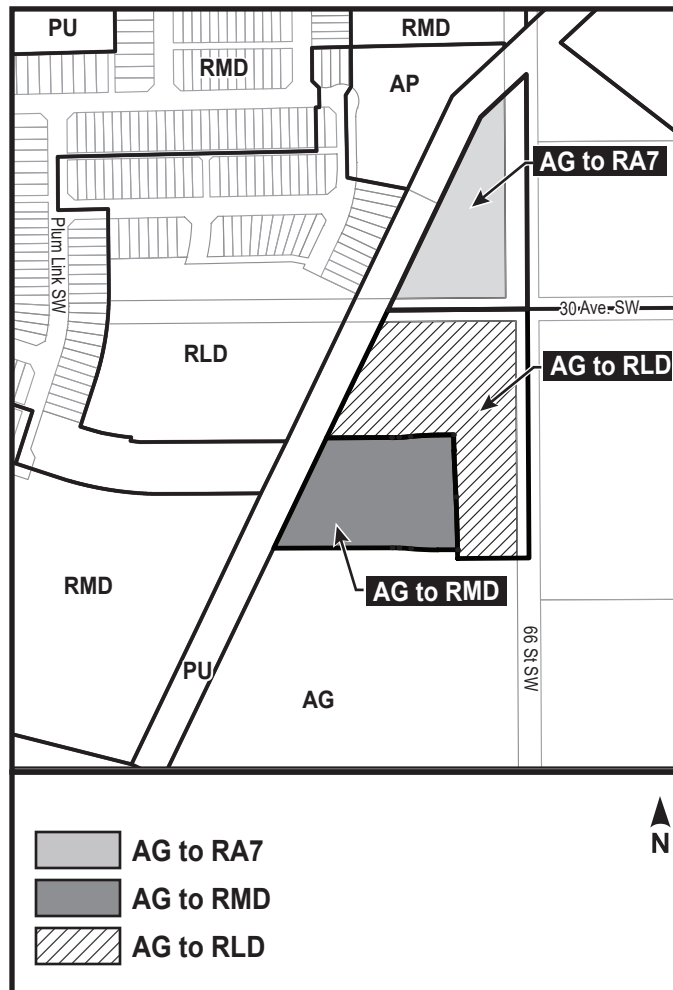 PU
RMD
RMD
AP
AG to RA7
Plum Link SW
30 Ave. SW
RLD
AG to RLD
AG to RMD
RMD
66 St SW
PU
AG
N
AG to RA7
AG to RMD
AG to RLD